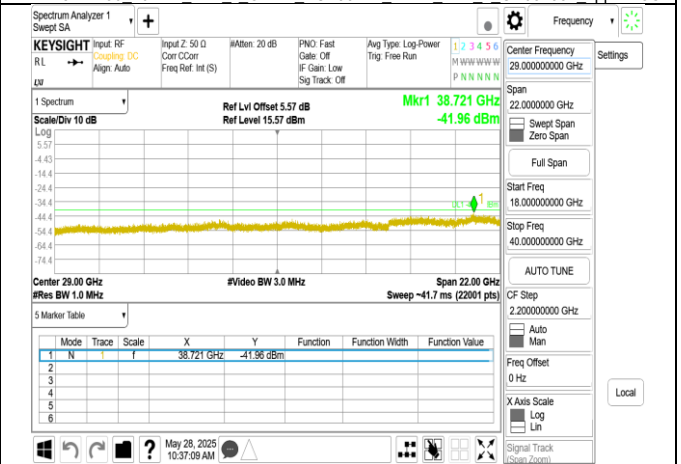 Spectrum Analyzer 1
Swept SA
+
Frequency
KEYSIGHT
RL
Input: RF
Coupling: DC
Align: Auto
Input Z: 50 Ω
Corr CCorr
Freq Ref: Int (S)
#Atten: 20 dB
PNO: Fast
Gate: Off
IF Gain: Low
Sig Track: Off
Avg Type: Log-Power
Trig: Free Run
1 2 3 4 5 6
M W W W W W
P N N N N N
Center Frequency
29.000000000 GHz
Settings
Span
22.0000000 GHz
Swept Span
Zero Span
Full Span
Start Freq
18.000000000 GHz
Stop Freq
40.000000000 GHz
AUTO TUNE
CF Step
2.200000000 GHz
Auto
Man
Freq Offset
0 Hz
X Axis Scale
Log
Lin
Signal Track
(Span Zoom)
Local
1 Spectrum
Scale/Div 10 dB
Log
Ref Lvl Offset 5.57 dB
Ref Level 15.57 dBm
Mkr1 38.721 GHz
-41.96 dBm
5.57
-4.43
-14.4
-24.4
-34.4
-44.4
-54.4
-64.4
-74.4
1
Center 29.00 GHz
#Res BW 1.0 MHz
#Video BW 3.0 MHz
Span 22.00 GHz
Sweep ~41.7 ms (22001 pts)
5 Marker Table
Mode Trace Scale X Y Function Function Width Function Value
1 N 1 f 38.721 GHz -41.96 dBm
2
3
4
5
6
?
May 28, 2025
10:37:09 AM